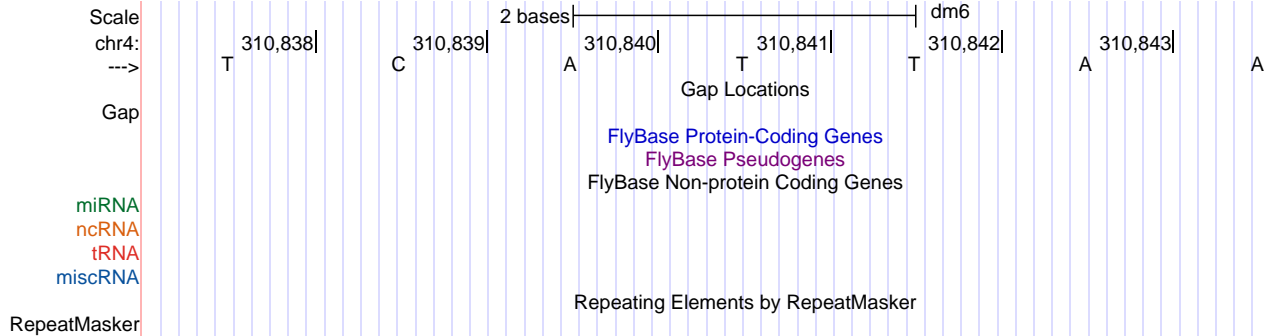 Scale 2 bases dm6
chr4: 310,838 310,839 310,840 310,841 310,842 310,843
---> T C A T T A A
Gap Locations
Gap
FlyBase Protein-Coding Genes
FlyBase Pseudogenes
FlyBase Non-protein Coding Genes
miRNA
ncRNA
tRNA
miscRNA
Repeating Elements by RepeatMasker
RepeatMasker